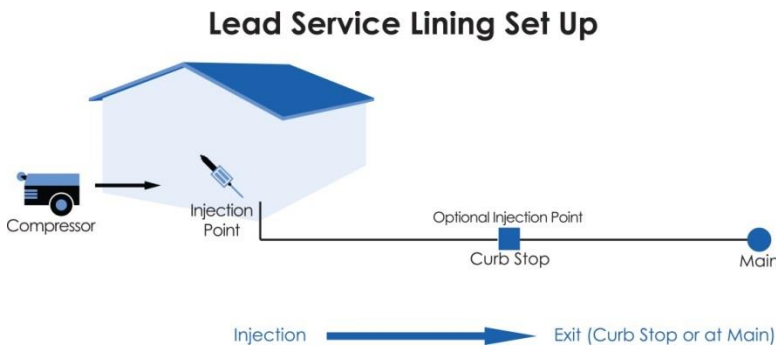 Lead Service Lining Set Up
Compressor
Injection
Point
Optional Injection Point
Curb Stop
Main
Injection
Exit (Curb Stop or at Main)